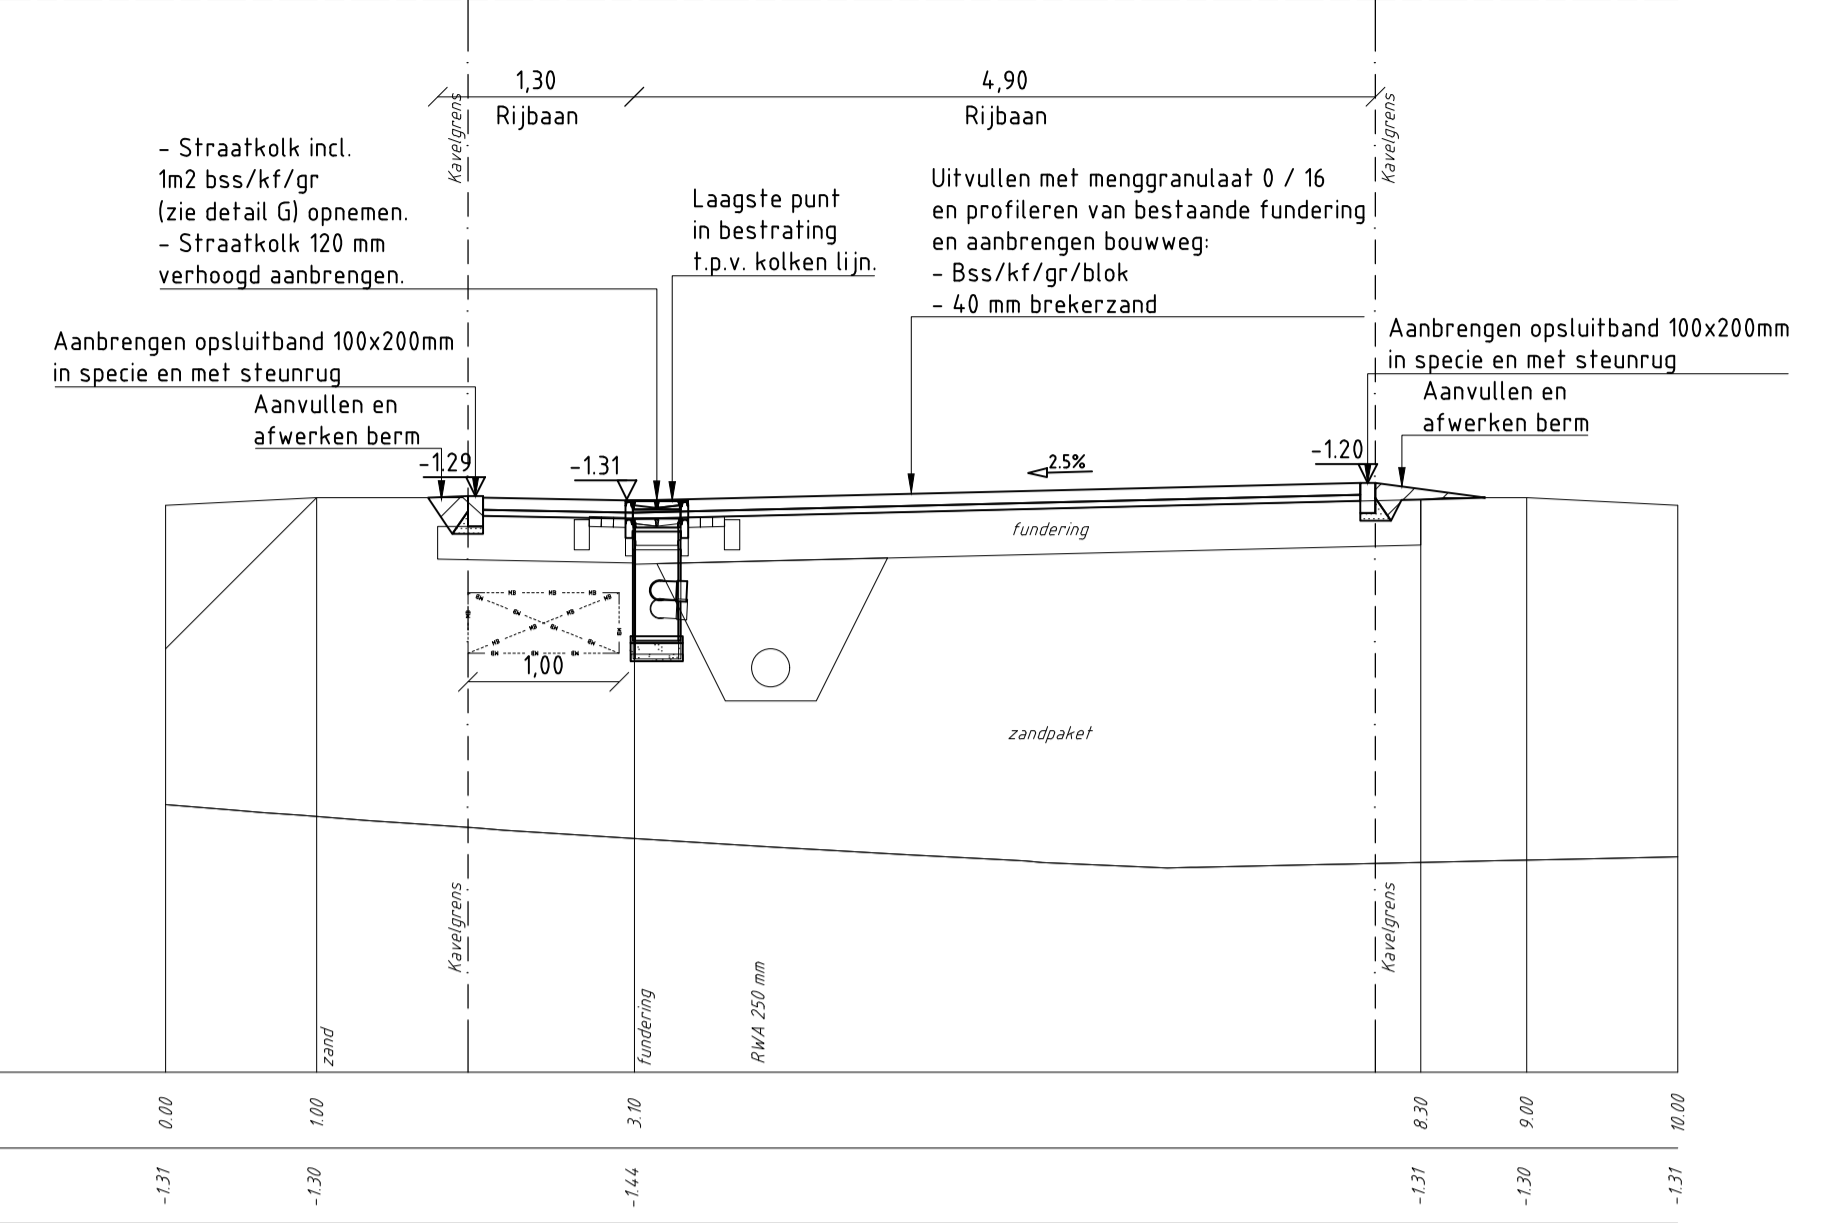 1,30
Rijbaan
4,90
Rijbaan
Kavelgrens
Kavelgrens
- Straatkolk incl.
1m2 bss/kf/gr
(zie detail G) opnemen.
- Straatkolk 120 mm
verhoogd aanbrengen.
Laagste punt
in bestrating
t.p.v. kolken lijn.
Uitvullen met menggranulaat 0 / 16
en profileren van bestaande fundering
en aanbrengen bouwweg:
- Bss/kf/gr/blok
- 40 mm brekerzand
Aanbrengen opsluitband 100x200mm
in specie en met steunrug
Aanbrengen opsluitband 100x200mm
in specie en met steunrug
Aanvullen en
afwerken berm
Aanvullen en
afwerken berm
-1.29
-1.31
2.5%
-1.20
fundering
1,00
zandpaket
Kavelgrens
Kavelgrens
zand
fundering
RWA 250 mm
0.00
1.00
3.10
8.30
9.00
10.00
-1.31
-1.30
-1.44
-1.31
-1.30
-1.31